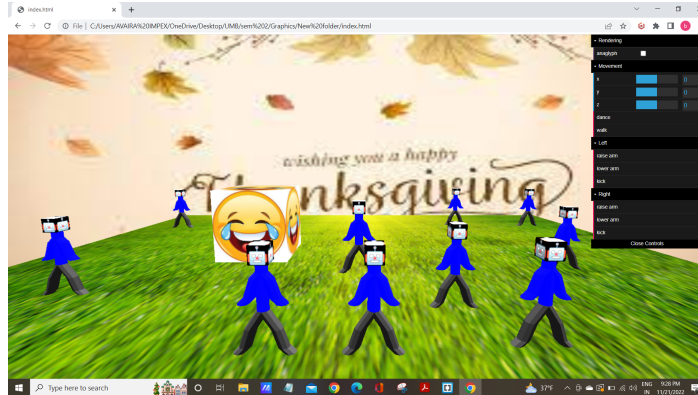 index.html
File | C:/Users/AVAIRA%20IMPEX/OneDrive/Desktop/UMB/sem%202/Graphics/New%20folder/index.html
wishing you a happy
Thanksgiving
Rendering
anaglyph
Movement
x 0
y 0
z 0
dance
walk
Left
raise arm
lower arm
kick
Right
raise arm
lower arm
kick
Close Controls
Type here to search
37°F
ENG
IN
9:28 PM
11/21/2022